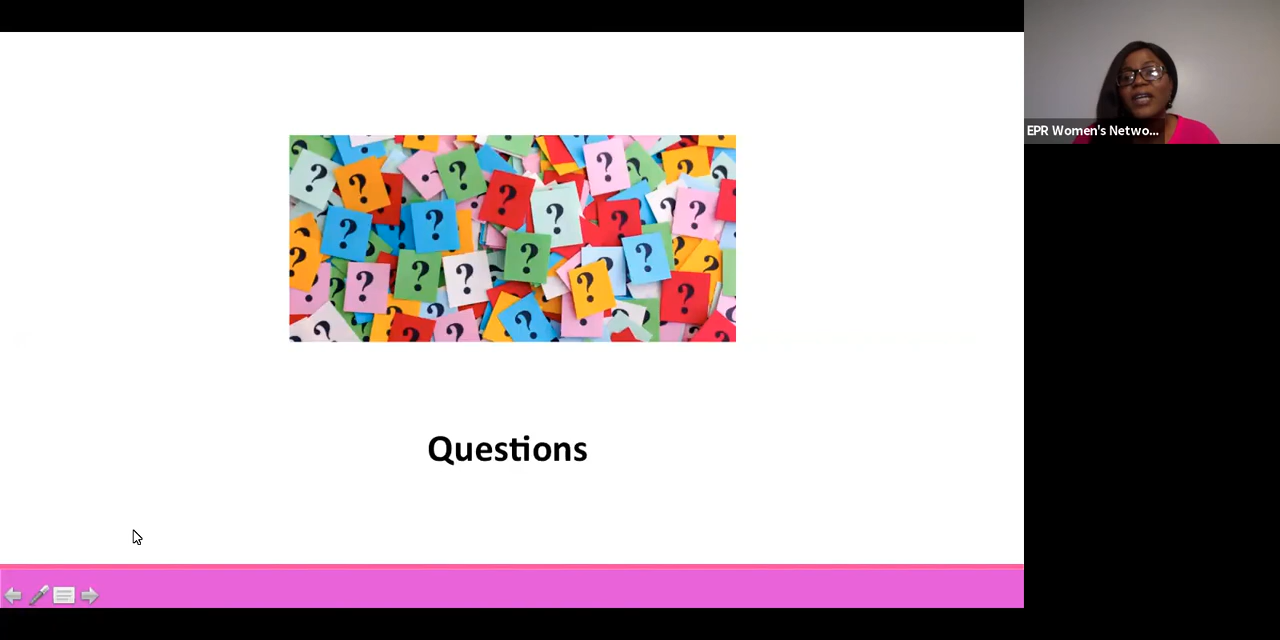 EPR Women's Netwo...
? ? ? ? ? ? ? ? ? ? ? ? ? ? ? ? ? ? ? ? ?
Questions